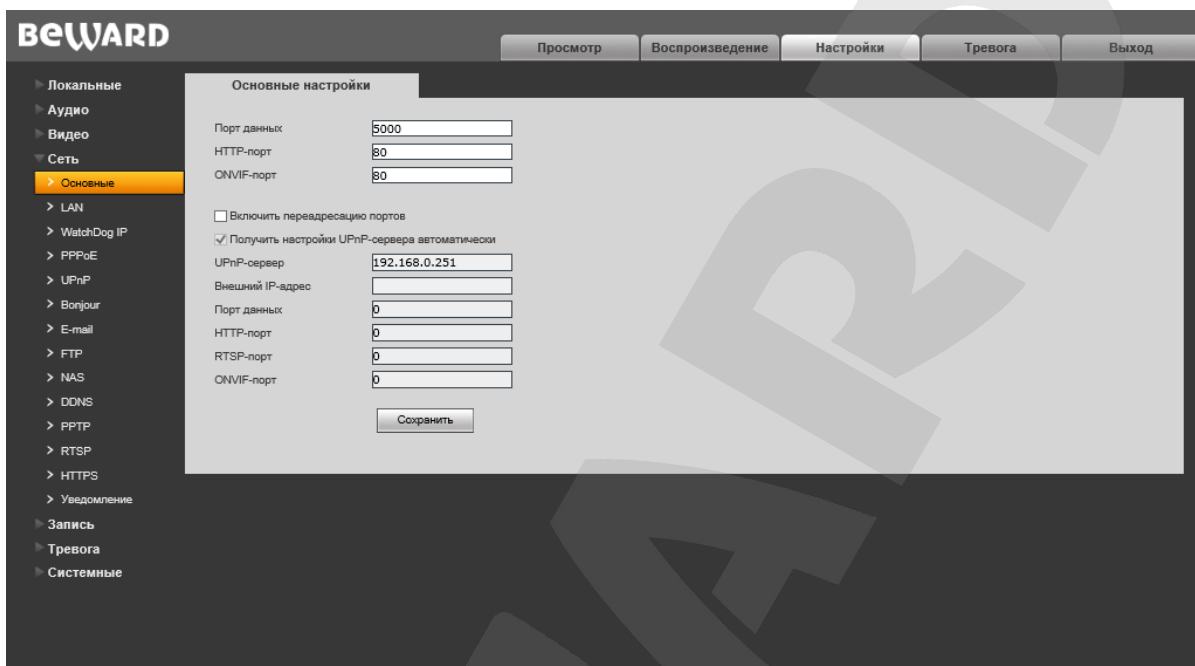 BEWARD
Просмотр
Воспроизведение
Настройки
Тревога
Выход
Локальные
Аудио
Видео
Сеть
Основные
LAN
WatchDog IP
PPPoE
UPnP
Bonjour
E-mail
FTP
NAS
DDNS
PPTP
RTSP
HTTPS
Уведомление
Запись
Тревога
Системные
Основные настройки
Порт данных 5000
HTTP-порт 80
ONVIF-порт 80
Включить переадресацию портов
Получить настройки UPnP-сервера автоматически
UPnP-сервер 192.168.0.251
Внешний IP-адрес
Порт данных 0
HTTP-порт 0
RTSP-порт 0
ONVIF-порт 0
Сохранить